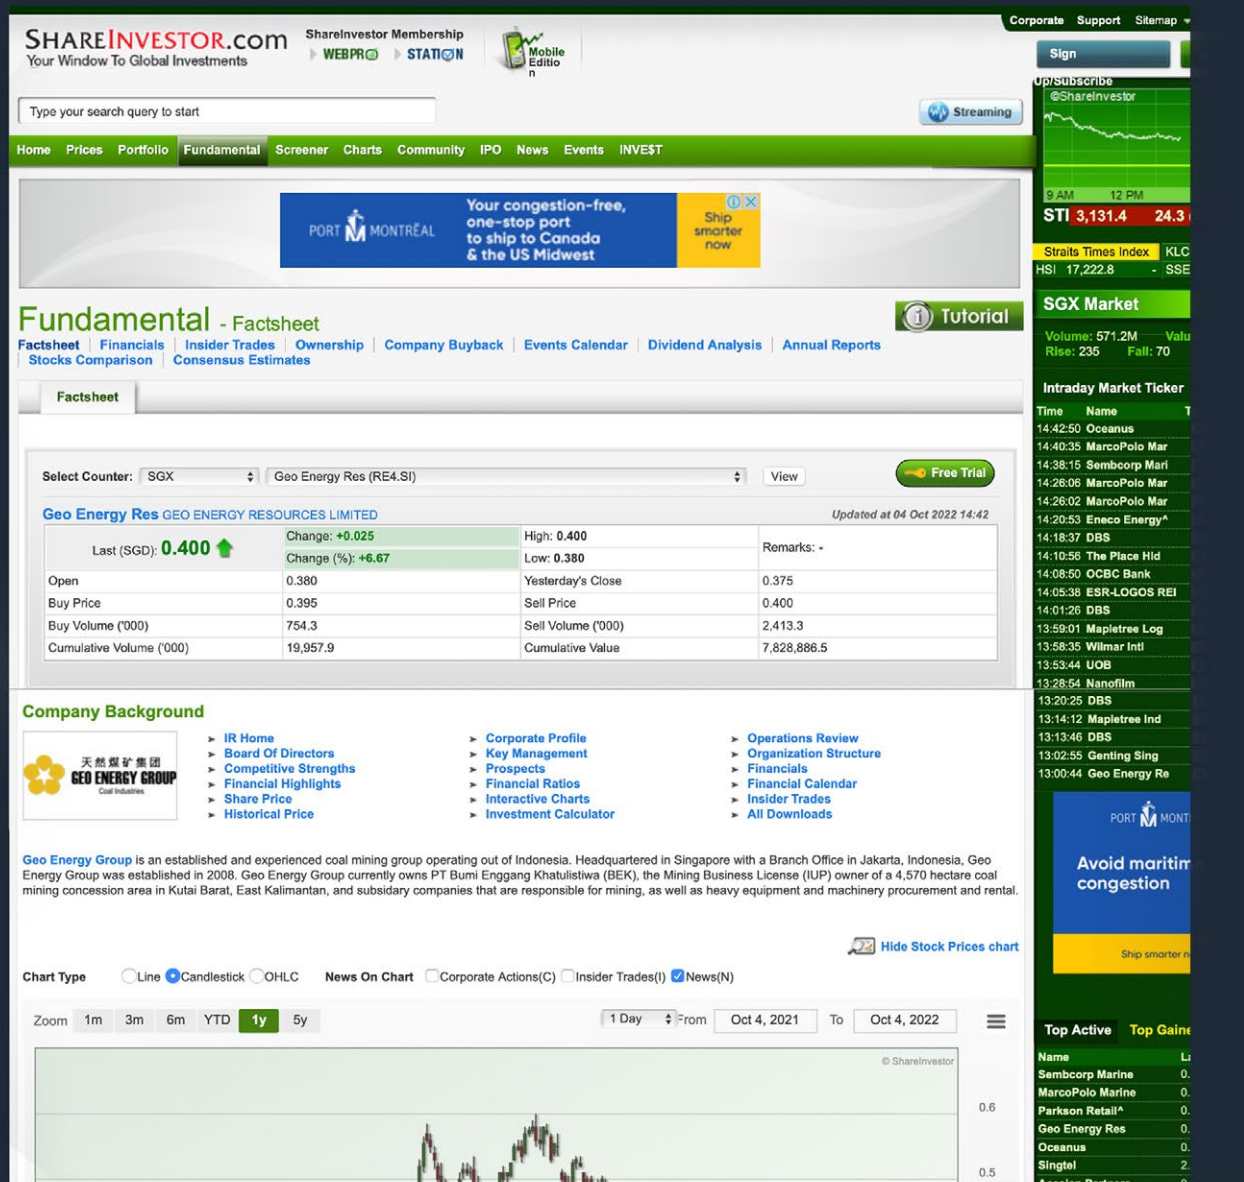 Corporate Support Sitemap
SHAREINVESTOR.com
Your Window To Global Investments
ShareInvestor Membership
WEBPRO STATION
Mobile
Editio
n
Sign
Up/Subscribe
Type your search query to start
Streaming
©ShareInvestor
9 AM 12 PM
STI 3,131.4 24.3
Straits Times Index KLC
HSI 17,222.8 - SSE
Home Prices Portfolio Fundamental Screener Charts Community IPO News Events INVE$T
PORT MONTRÉAL
Your congestion-free,
one-stop port
to ship to Canada
& the US Midwest
Ship
smarter
now
Fundamental - Factsheet
Tutorial
Factsheet Financials Insider Trades Ownership Company Buyback Events Calendar Dividend Analysis Annual Reports
Stocks Comparison Consensus Estimates
Factsheet
Select Counter: SGX Geo Energy Res (RE4.SI) View Free Trial
Geo Energy Res GEO ENERGY RESOURCES LIMITED
Updated at 04 Oct 2022 14:42
Last (SGD): 0.400
Change: +0.025 High: 0.400
Change (%): +6.67 Low: 0.380
Remarks: -
Open 0.380 Yesterday's Close 0.375
Buy Price 0.395 Sell Price 0.400
Buy Volume ('000) 754.3 Sell Volume ('000) 2,413.3
Cumulative Volume ('000) 19,957.9 Cumulative Value 7,828,886.5
Company Background
天然煤矿集团
GEO ENERGY GROUP
Coal Industries
IR Home Corporate Profile Operations Review
Board Of Directors Key Management Organization Structure
Competitive Strengths Prospects Financials
Financial Highlights Financial Ratios Financial Calendar
Share Price Interactive Charts Insider Trades
Historical Price Investment Calculator All Downloads
Geo Energy Group is an established and experienced coal mining group operating out of Indonesia. Headquartered in Singapore with a Branch Office in Jakarta, Indonesia, Geo
Energy Group was established in 2008. Geo Energy Group currently owns PT Bumi Enggang Khatulistiwa (BEK), the Mining Business License (IUP) owner of a 4,570 hectare coal
mining concession area in Kutai Barat, East Kalimantan, and subsidary companies that are responsible for mining, as well as heavy equipment and machinery procurement and rental.
Hide Stock Prices chart
Chart Type Line Candlestick OHLC News On Chart Corporate Actions(C) Insider Trades(I) News(N)
Zoom 1m 3m 6m YTD 1y 5y 1 Day From Oct 4, 2021 To Oct 4, 2022
© ShareInvestor
0.6
0.5
SGX Market
Volume: 571.2M Valu
Rise: 235 Fall: 70
Intraday Market Ticker
Time Name T
14:42:50 Oceanus
14:40:35 MarcoPolo Mar
14:38:15 Sembcorp Mari
14:26:06 MarcoPolo Mar
14:26:02 MarcoPolo Mar
14:20:53 Eneco Energy^
14:18:37 DBS
14:10:56 The Place Hld
14:08:50 OCBC Bank
14:05:38 ESR-LOGOS REI
14:01:26 DBS
13:59:01 Mapletree Log
13:58:35 Wilmar Intl
13:53:44 UOB
13:28:54 Nanofilm
13:20:25 DBS
13:14:12 Mapletree Ind
13:13:46 DBS
13:02:55 Genting Sing
13:00:44 Geo Energy Re
PORT MONT
Avoid maritim
congestion
Ship smarter n
Top Active Top Gaine
Name La
Sembcorp Marine 0.
MarcoPolo Marine 0.
Parkson Retail^ 0.
Geo Energy Res 0.
Oceanus 0.
Singtel 2.